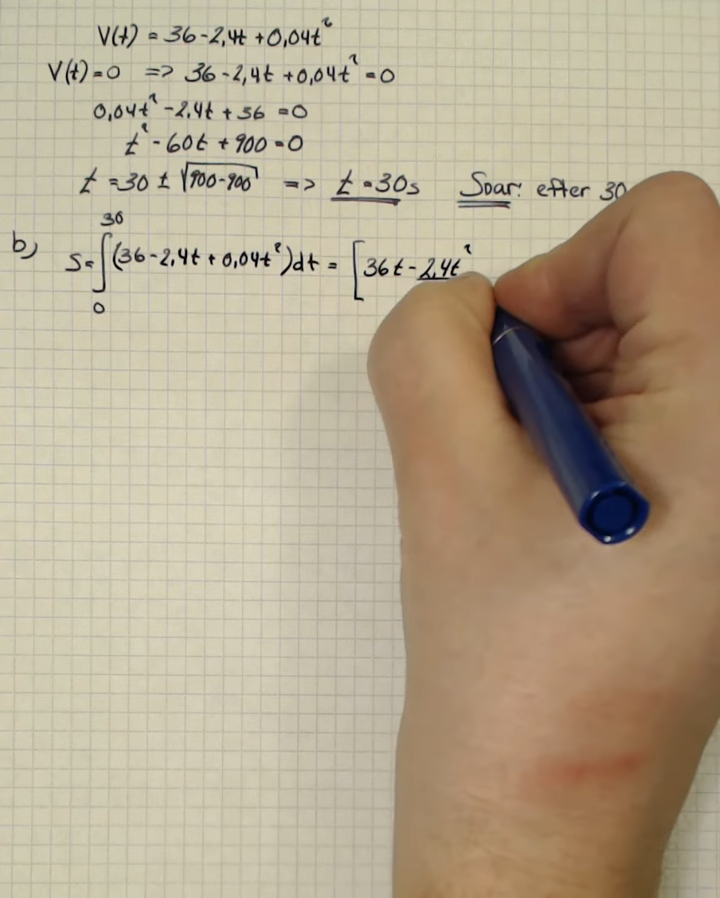 V(t) = 36 - 2,4t + 0,04t²
V(t) = 0 => 36 - 2,4t + 0,04t² = 0
0,04t² - 2,4t + 36 = 0
t² - 60t + 900 = 0
t = 30 ± √900-900 => t = 30s Svar: efter 30
b) S = ∫₀³⁰ (36 - 2,4t + 0,04t²)dt = [36t - 2,4t²